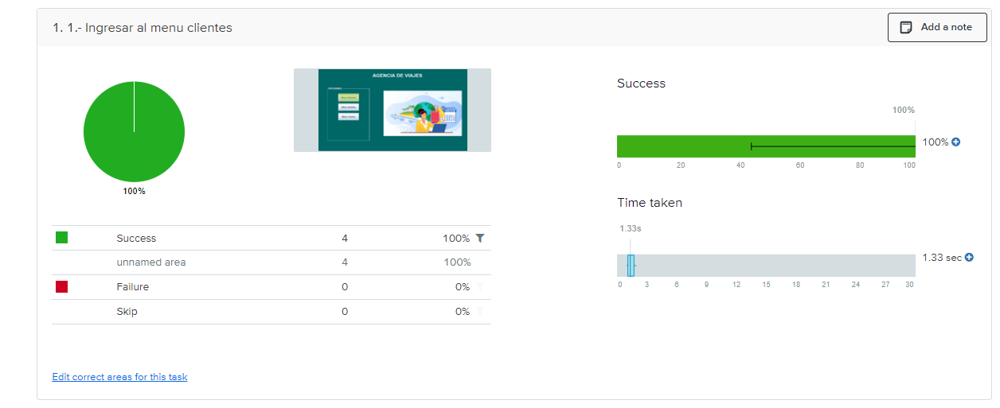 1. 1.- Ingresar al menu clientes
Add a note
100%
AGENCIA DE VIAJES
Success 4 100%
unnamed area 4 100%
Failure 0 0%
Skip 0 0%
Edit correct areas for this task
Success
100%
100%
0 20 40 60 80 100
Time taken
1.33s
1.33 sec
0 3 6 9 12 15 18 21 24 27 30